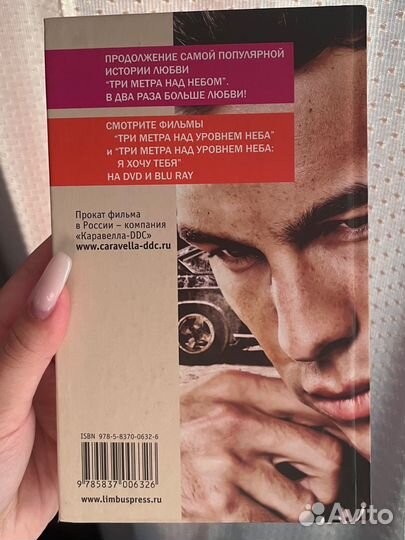 ПРОДОЛЖЕНИЕ САМОЙ ПОПУЛЯРНОЙ
ИСТОРИИ ЛЮБВИ
"ТРИ МЕТРА НАД НЕБОМ".
В ДВА РАЗА БОЛЬШЕ ЛЮБВИ!
СМОТРИТЕ ФИЛЬМЫ
"ТРИ МЕТРА НАД УРОВНЕМ НЕБА"
и "ТРИ МЕТРА НАД УРОВНЕМ НЕБА:
Я ХОЧУ ТЕБЯ"
НА DVD И BLU RAY
Прокат фильма
в России – компания
«Каравелла-DDC»
www.caravella-ddc.ru
ISBN 978-5-8370-0632-6
9 785837 006326
www.limbuspress.ru
Avito